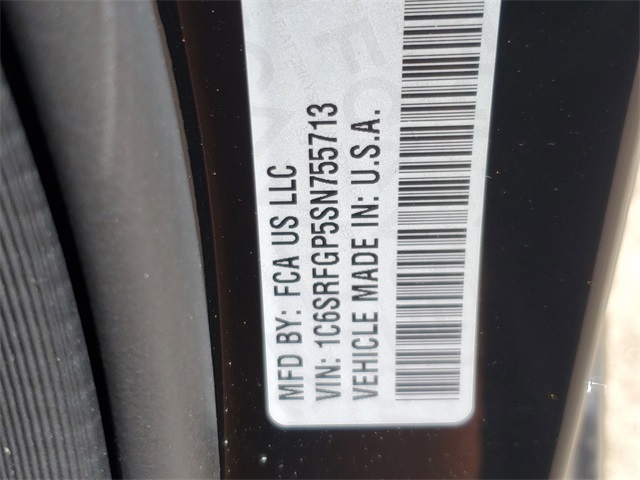 MFD BY: FCA US LLC
VIN: 1C6SRFGP5SN755713
VEHICLE MADE IN: U.S.A.